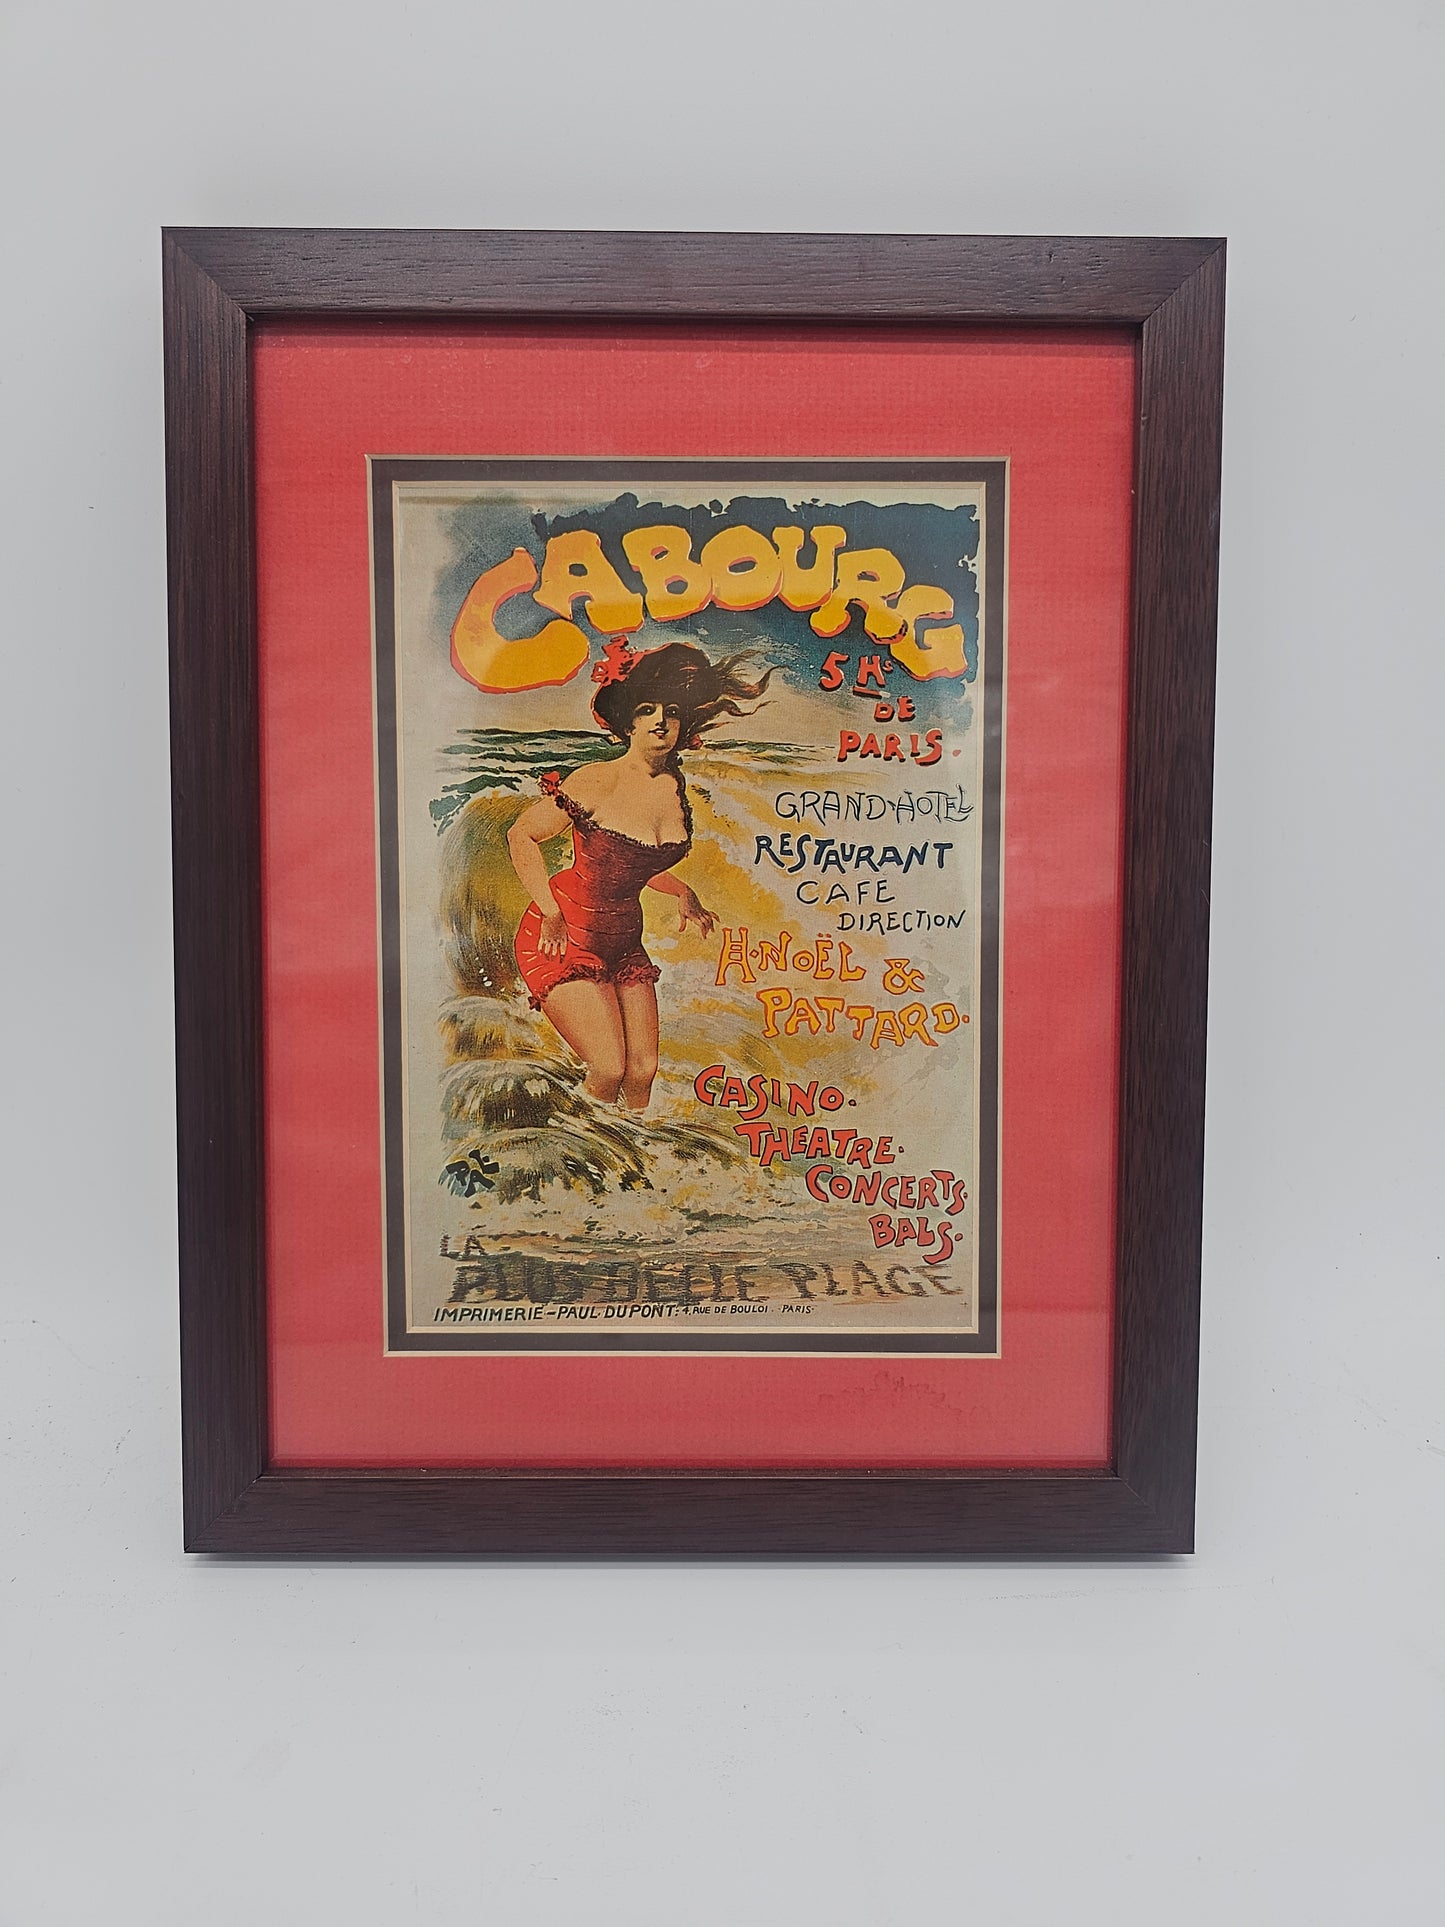 CABOURG
5 Hs
DE
PARIS.
GRAND-HOTEL
RESTAURANT
CAFE
DIRECTION
H. NOËL &
PATTARD.
CASINO.
THEATRE.
CONCERTS.
BALS.
PAL
LA
PLUS BELLE PLAGE
IMPRIMERIE-PAUL.DUPONT: 4, RUE DE BOULOI. PARIS.